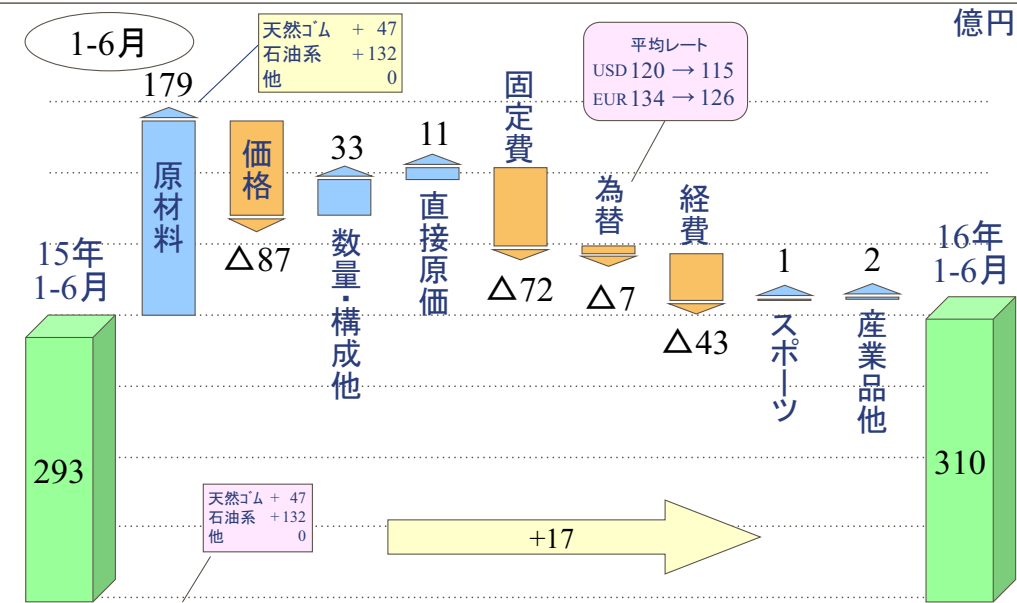 億円
1-6月
天然ゴム + 47
石油系 +132
他 0
平均レート
USD 120 → 115
EUR 134 → 126
179
原材料
価格
△87
33
数量・構成他
11
直接原価
固定費
△72
為替
△7
経費
△43
1
スポーツ
2
産業品他
15年
1-6月
293
16年
1-6月
310
天然ゴム + 47
石油系 +132
他 0
+17